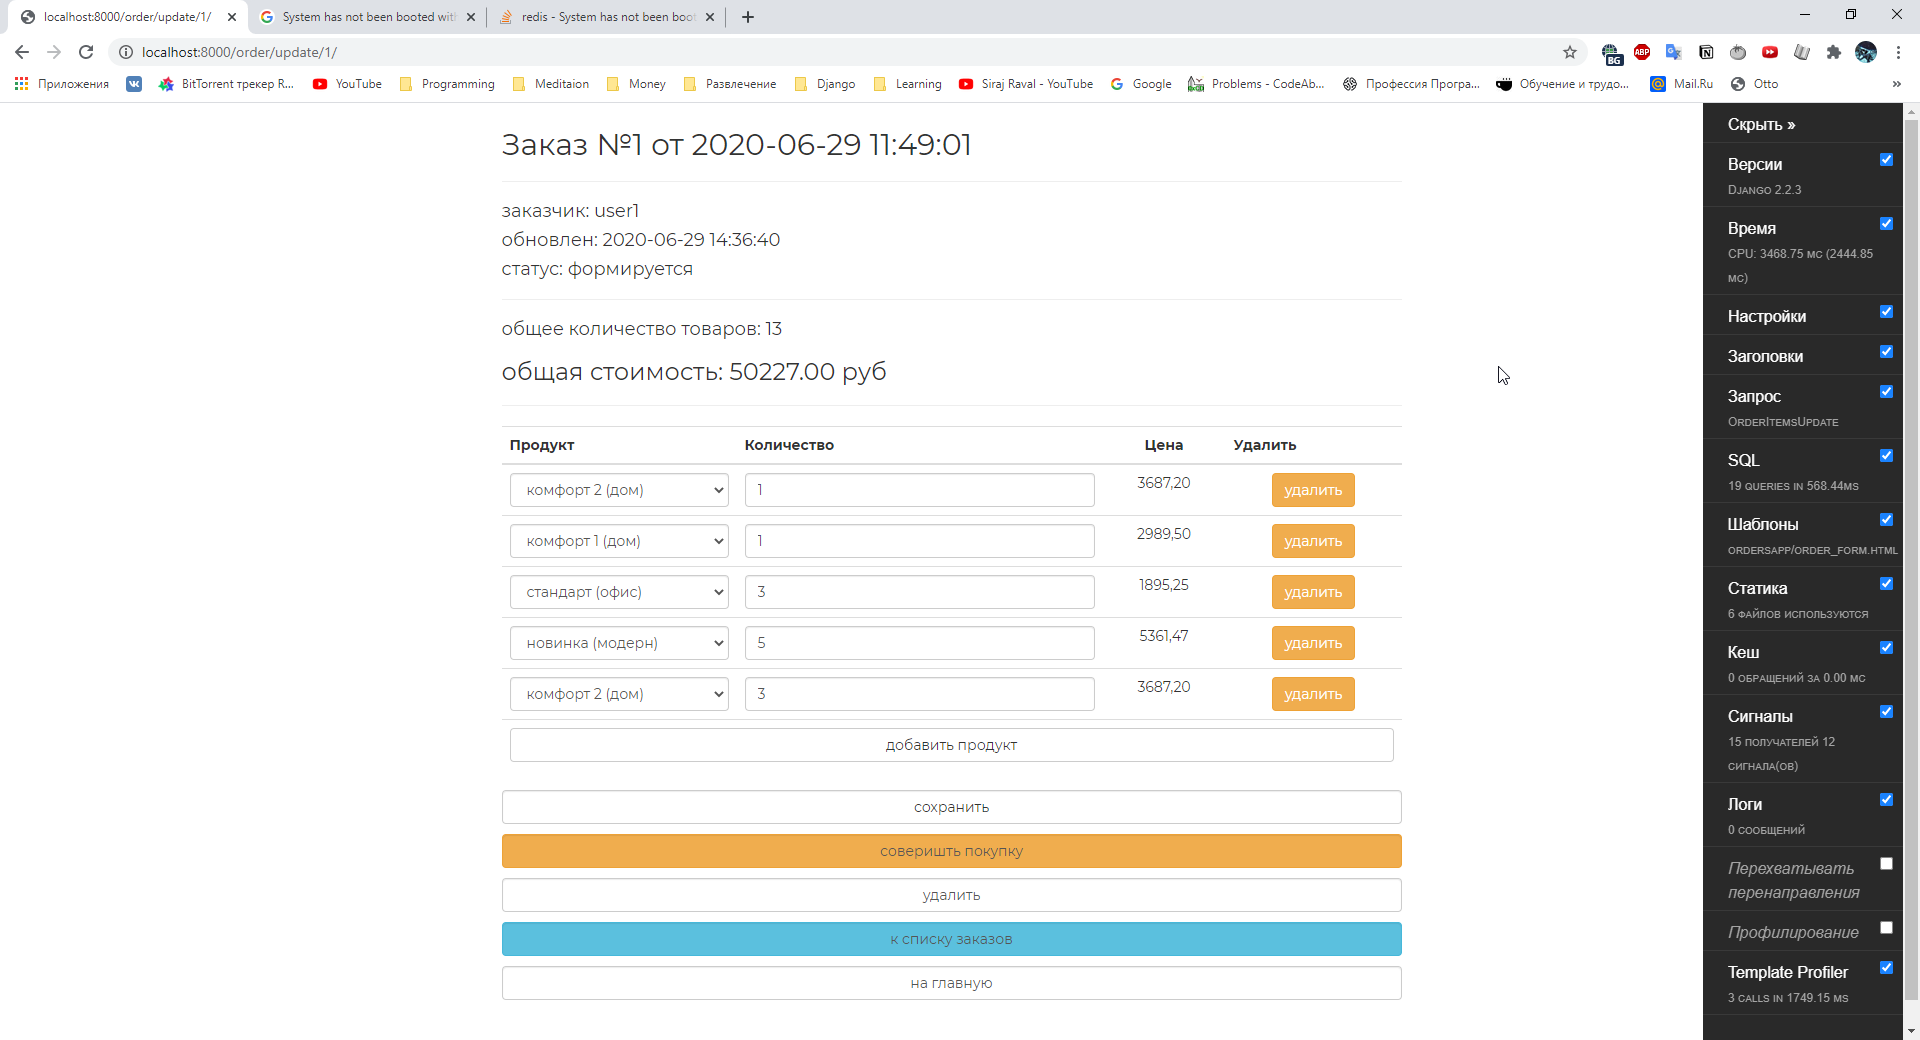 localhost:8000/order/update/1/
System has not been booted with
redis - System has not been boot
localhost:8000/order/update/1/
BG
ABP
Приложения
BitTorrent трекер R...
YouTube
Programming
Meditaion
Money
Развлечение
Django
Learning
Siraj Raval - YouTube
Google
Problems - CodeAb...
Профессия Програ...
Обучение и трудо...
Mail.Ru
Otto
»
Заказ №1 от 2020-06-29 11:49:01
заказчик: user1
обновлен: 2020-06-29 14:36:40
статус: формируется
общее количество товаров: 13
общая стоимость: 50227.00 руб
Продукт Количество Цена Удалить
комфорт 2 (дом) 1 3687,20 удалить
комфорт 1 (дом) 1 2989,50 удалить
стандарт (офис) 3 1895,25 удалить
новинка (модерн) 5 5361,47 удалить
комфорт 2 (дом) 3 3687,20 удалить
добавить продукт
сохранить
соверишть покупку
удалить
к списку заказов
на главную
Скрыть »
Версии
Django 2.2.3
Время
CPU: 3468.75 мс (2444.85
мс)
Настройки
Заголовки
Запрос
OrderItemsUpdate
SQL
19 queries in 568.44ms
Шаблоны
ordersapp/order_form.html
Статика
6 файлов используются
Кеш
0 обращений за 0.00 мс
Сигналы
15 получателей 12
сигнала(ов)
Логи
0 сообщений
Перехватывать
перенаправления
Профилирование
Template Profiler
3 calls in 1749.15 ms